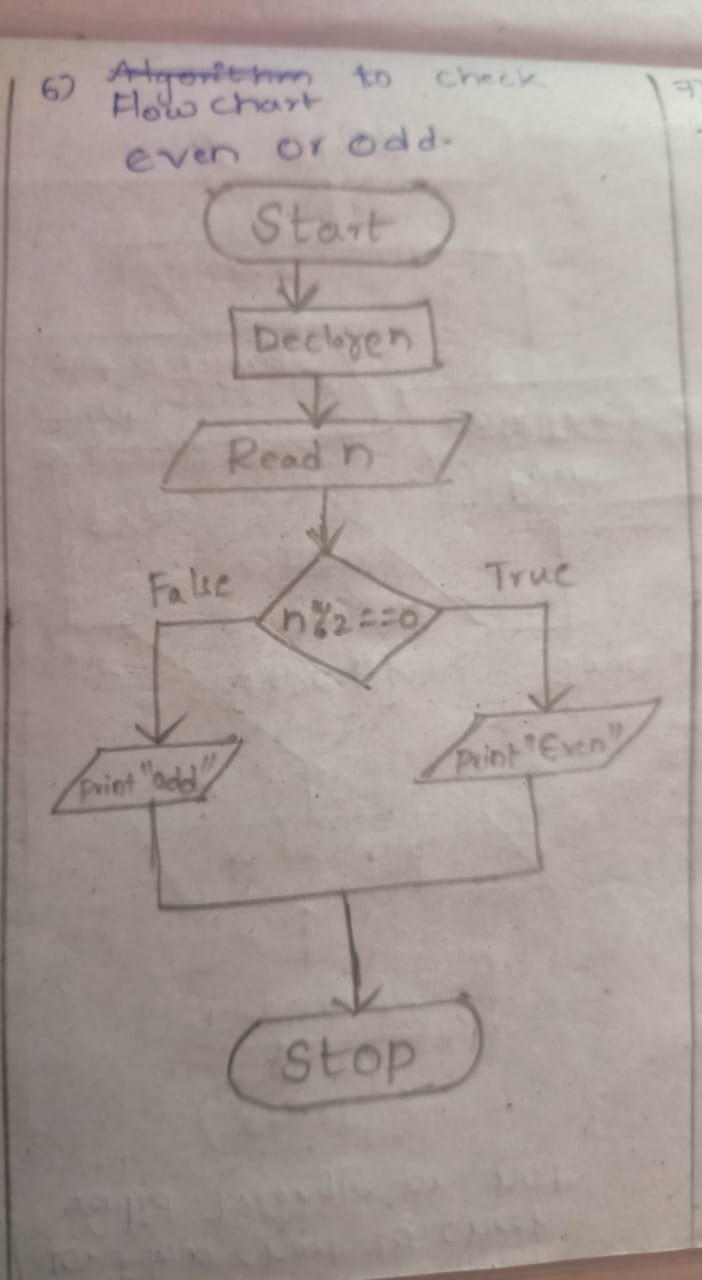 6) Algorithm to check
Flow chart
even or odd.
Start
Declare n
Read n
False
True
n%2==0
print "odd"
print "Even"
Stop